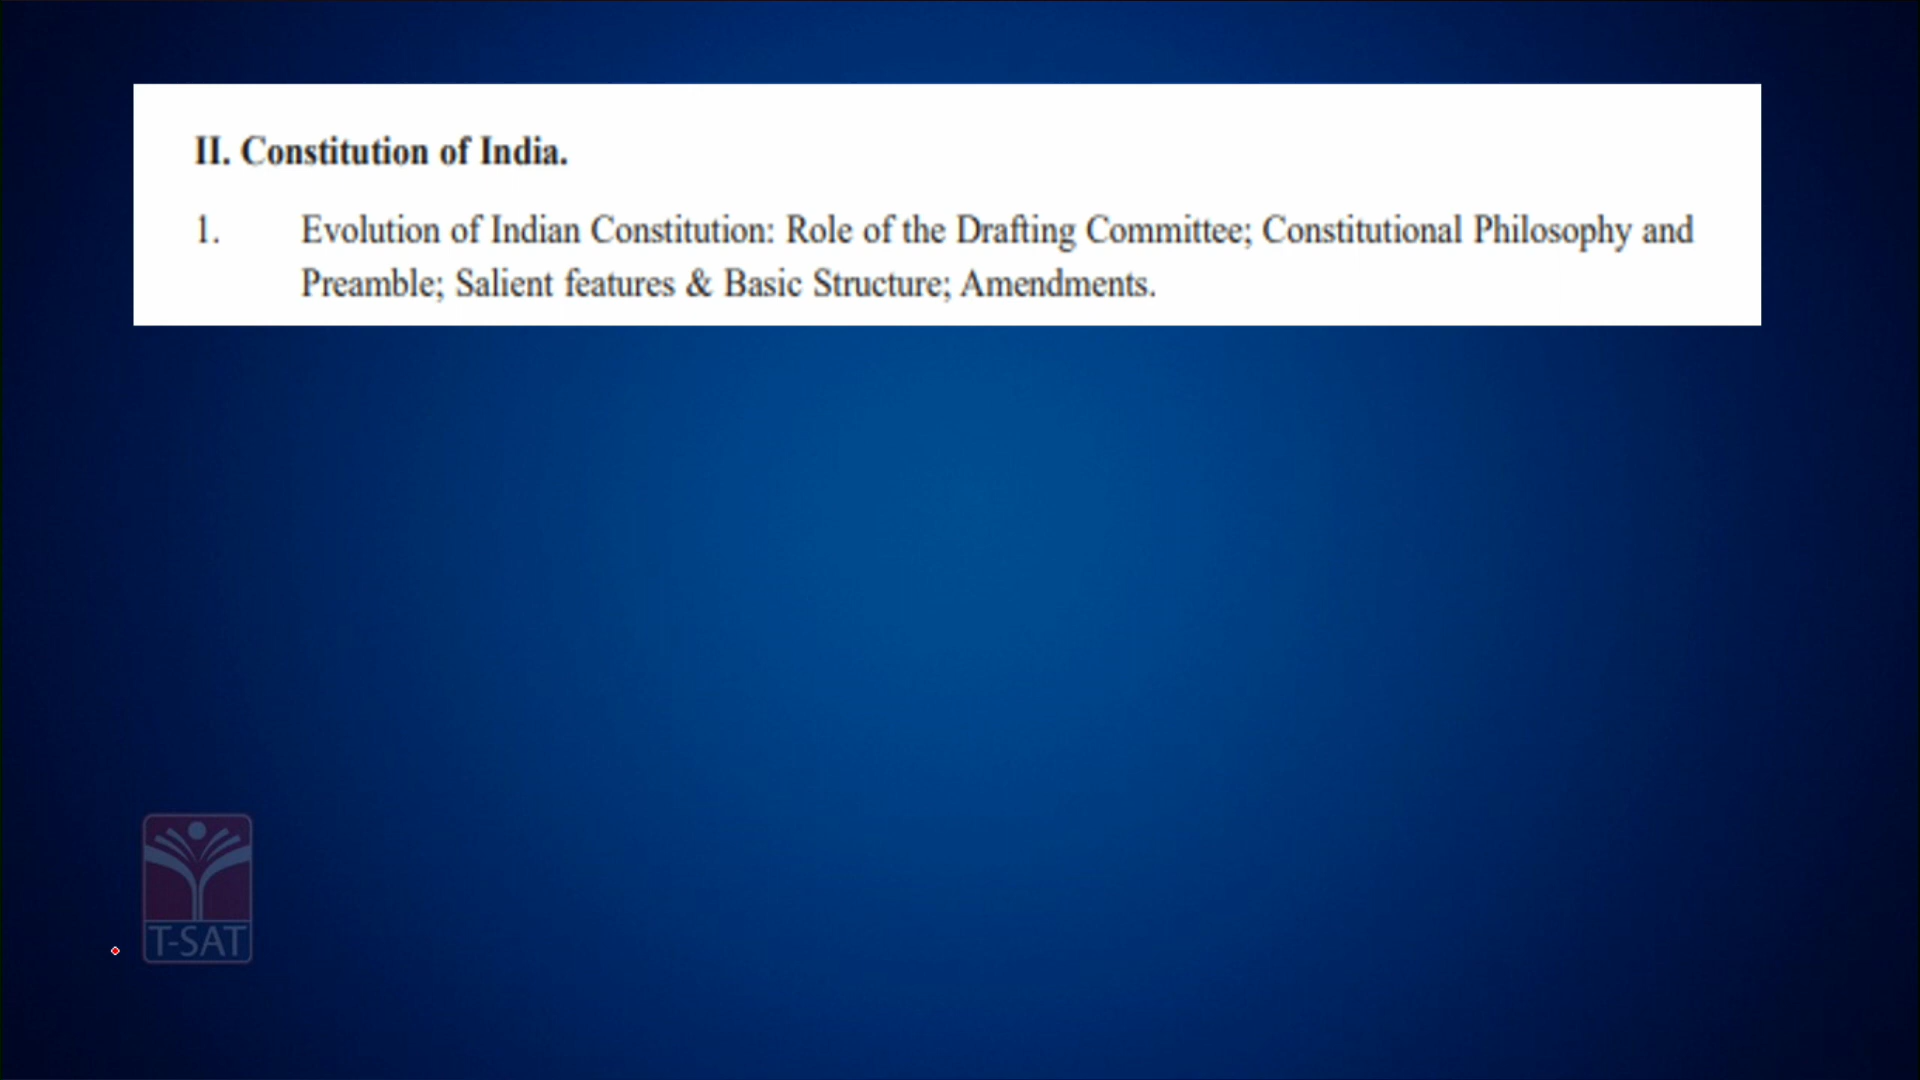 II. Constitution of India.
1. Evolution of Indian Constitution: Role of the Drafting Committee; Constitutional Philosophy and
Preamble; Salient features & Basic Structure; Amendments.
T-SAT